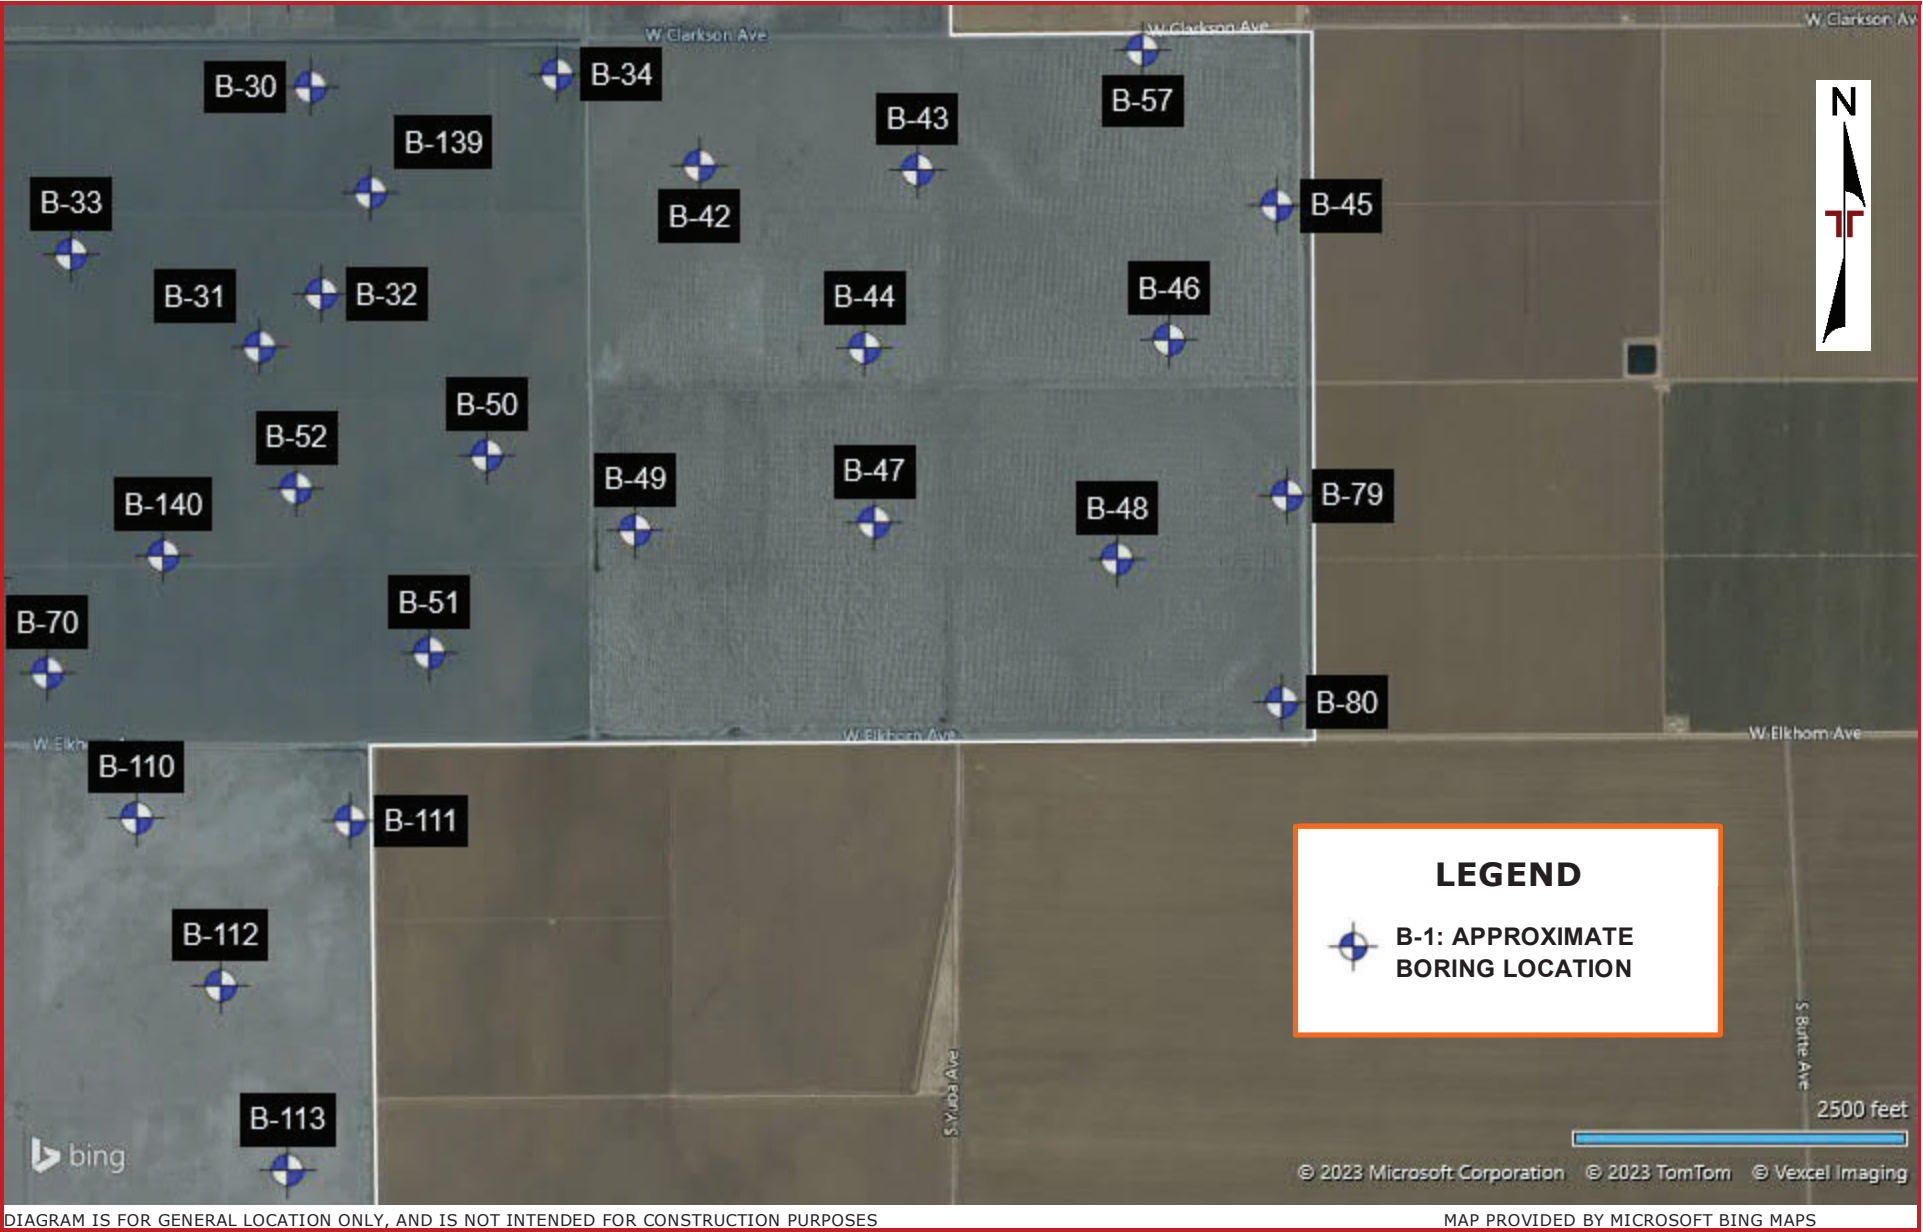 W Clarkson Av
W Clarkson Ave
W Clarkson Ave
B-30
B-34
B-57
N
B-43
B-139
B-33
B-42
B-45
B-31
B-32
B-44
B-46
B-50
B-52
B-49
B-47
B-79
B-140
B-48
B-51
B-70
B-80
W Elkh
W Elkhorn Ave
W Elkhorn Ave
B-110
B-111
LEGEND
B-112
B-1: APPROXIMATE
BORING LOCATION
S Yuba Ave
S Butte Ave
B-113
2500 feet
bing
© 2023 Microsoft Corporation © 2023 TomTom © Vexcel Imaging
DIAGRAM IS FOR GENERAL LOCATION ONLY, AND IS NOT INTENDED FOR CONSTRUCTION PURPOSES
MAP PROVIDED BY MICROSOFT BING MAPS